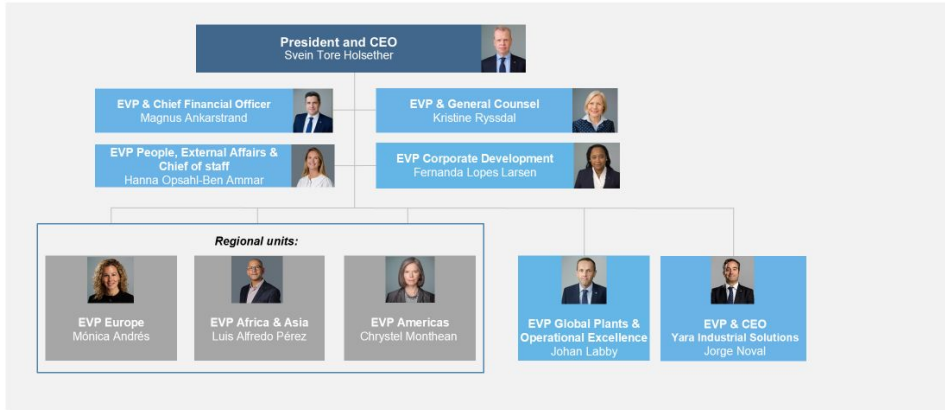 President and CEO
Svein Tore Holsether
EVP & Chief Financial Officer
Magnus Ankarstrand
EVP & General Counsel
Kristine Ryssdal
EVP People, External Affairs &
Chief of staff
Hanna Opsahl-Ben Ammar
EVP Corporate Development
Fernanda Lopes Larsen
Regional units:
EVP Europe
Mónica Andrés
EVP Africa & Asia
Luis Alfredo Pérez
EVP Americas
Chrystel Monthean
EVP Global Plants &
Operational Excellence
Johan Labby
EVP & CEO
Yara Industrial Solutions
Jorge Noval